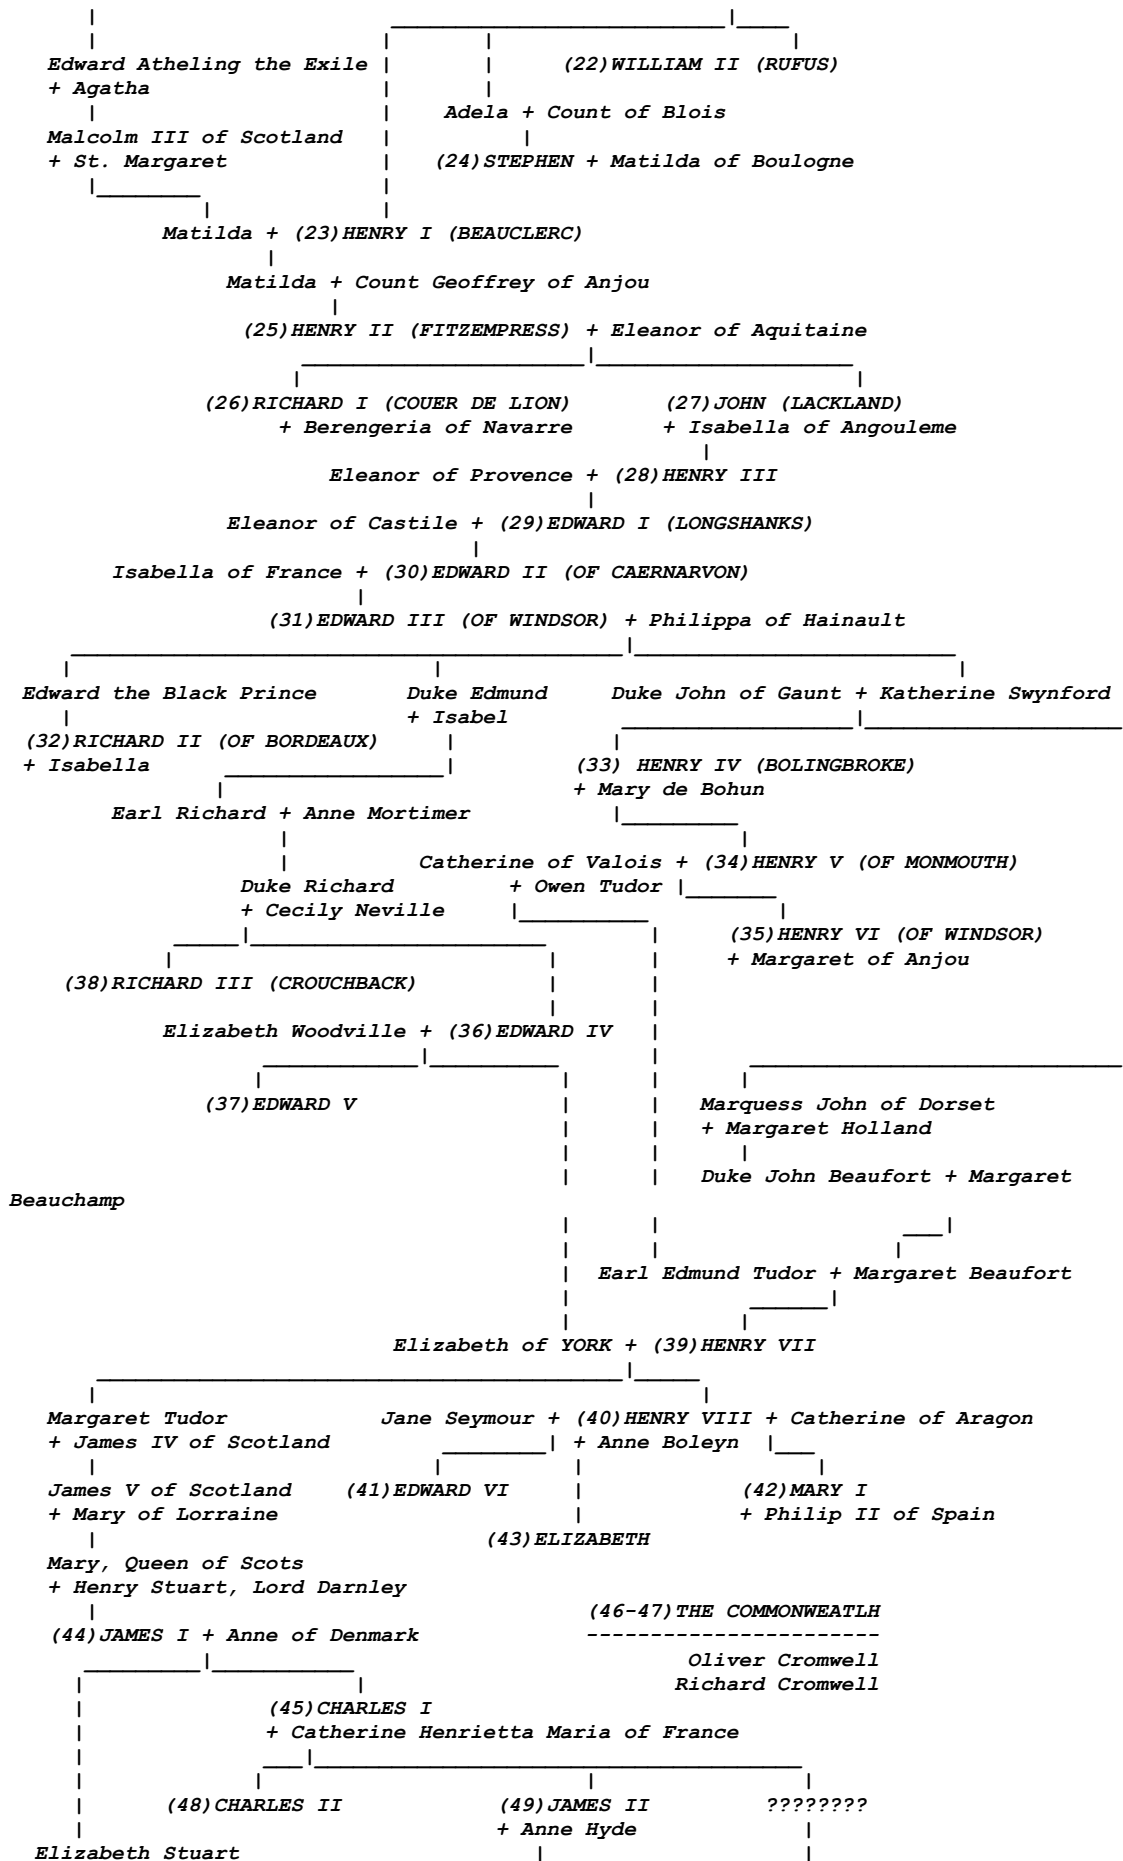 Edward Atheling the Exile (22)WILLIAM II (RUFUS)
+ Agatha
Adela + Count of Blois
Malcolm III of Scotland
+ St. Margaret (24)STEPHEN + Matilda of Boulogne
Matilda + (23)HENRY I (BEAUCLERC)
Matilda + Count Geoffrey of Anjou
(25)HENRY II (FITZEMPRESS) + Eleanor of Aquitaine
(26)RICHARD I (COUER DE LION) (27)JOHN (LACKLAND)
+ Berengeria of Navarre + Isabella of Angouleme
Eleanor of Provence + (28)HENRY III
Eleanor of Castile + (29)EDWARD I (LONGSHANKS)
Isabella of France + (30)EDWARD II (OF CAERNARVON)
(31)EDWARD III (OF WINDSOR) + Philippa of Hainault
Edward the Black Prince Duke Edmund Duke John of Gaunt + Katherine Swynford
+ Isabel
(32)RICHARD II (OF BORDEAUX)
+ Isabella (33) HENRY IV (BOLINGBROKE)
+ Mary de Bohun
Earl Richard + Anne Mortimer
Catherine of Valois + (34)HENRY V (OF MONMOUTH)
Duke Richard + Owen Tudor
+ Cecily Neville
(35)HENRY VI (OF WINDSOR)
+ Margaret of Anjou
(38)RICHARD III (CROUCHBACK)
Elizabeth Woodville + (36)EDWARD IV
(37)EDWARD V Marquess John of Dorset
+ Margaret Holland
Duke John Beaufort + Margaret
Beauchamp
Earl Edmund Tudor + Margaret Beaufort
Elizabeth of YORK + (39)HENRY VII
Margaret Tudor Jane Seymour + (40)HENRY VIII + Catherine of Aragon
+ James IV of Scotland + Anne Boleyn
James V of Scotland (41)EDWARD VI (42)MARY I
+ Mary of Lorraine + Philip II of Spain
(43)ELIZABETH
Mary, Queen of Scots
+ Henry Stuart, Lord Darnley
(46-47)THE COMMONWEATLH
(44)JAMES I + Anne of Denmark -----------------------
Oliver Cromwell
Richard Cromwell
(45)CHARLES I
+ Catherine Henrietta Maria of France
(48)CHARLES II (49)JAMES II ????????
+ Anne Hyde
Elizabeth Stuart